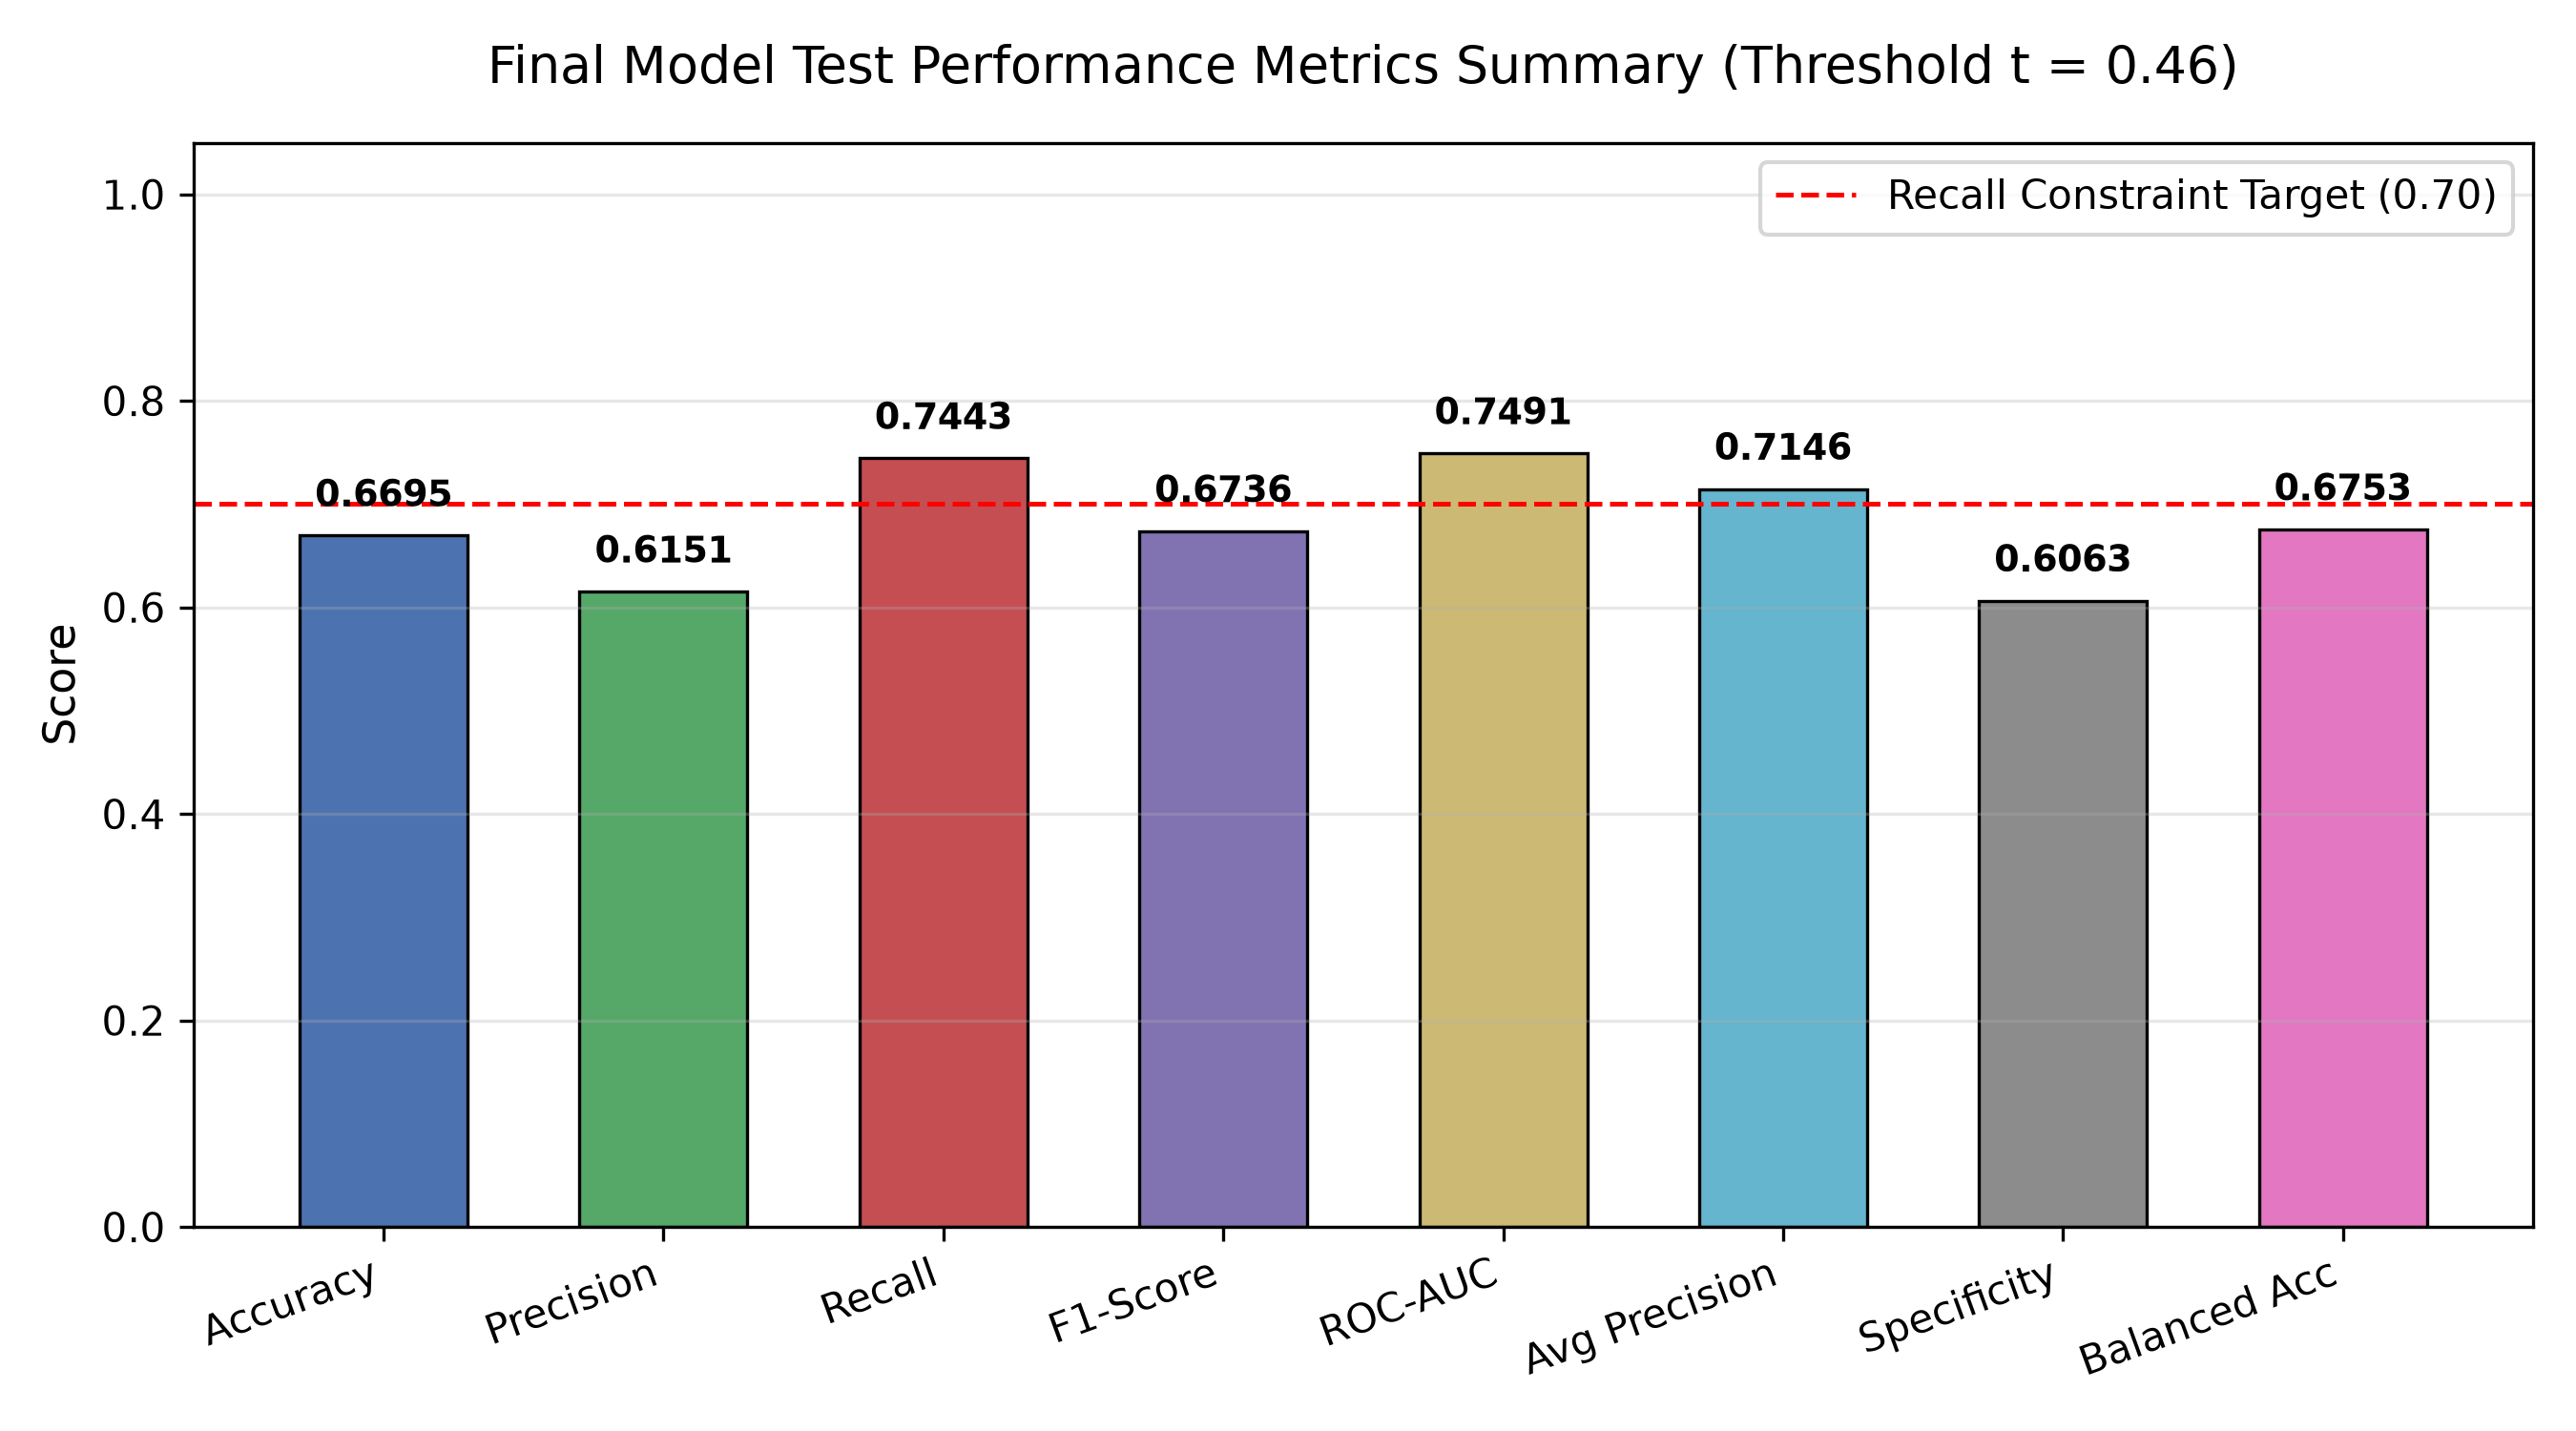 Final Model Test Performance Metrics Summary (Threshold t = 0.46)
Recall Constraint Target (0.70)
1.0
0.8
0.6
0.4
0.2
0.0
Score
0.6695
0.6151
0.7443
0.6736
0.7491
0.7146
0.6063
0.6753
Accuracy
Precision
Recall
F1-Score
ROC-AUC
Avg Precision
Specificity
Balanced Acc